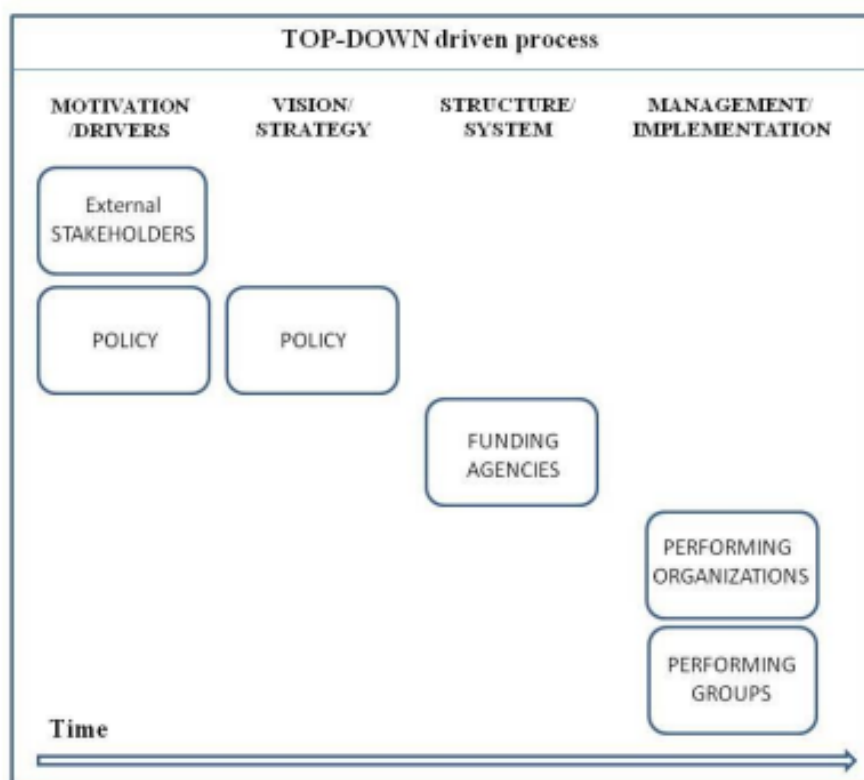 TOP-DOWN driven process
MOTIVATION
/DRIVERS
VISION/
STRATEGY
STRUCTURE/
SYSTEM
MANAGEMENT/
IMPLEMENTATION
External
STAKEHOLDERS
POLICY
POLICY
FUNDING
AGENCIES
PERFORMING
ORGANIZATIONS
PERFORMING
GROUPS
Time